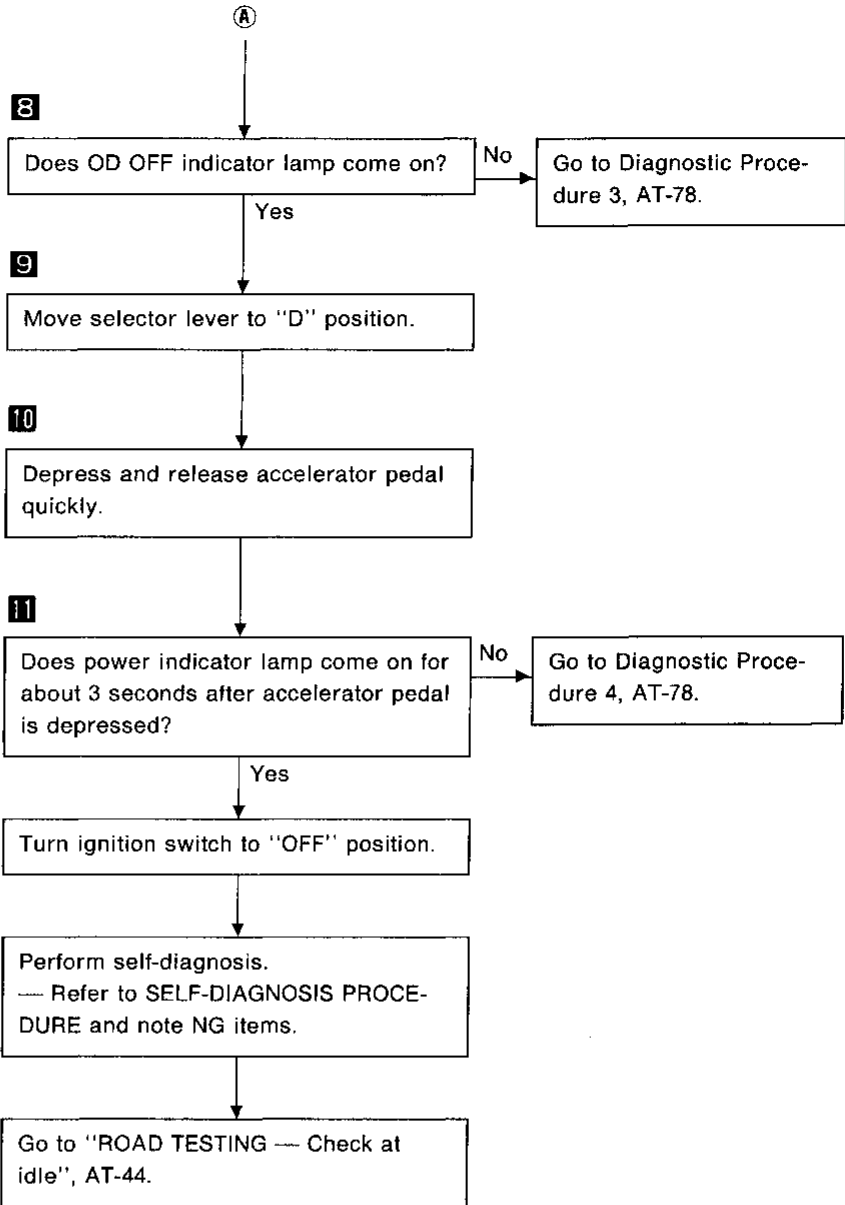 A
8
Does OD OFF indicator lamp come on?
No
Go to Diagnostic Proce-
dure 3, AT-78.
Yes
9
Move selector lever to "D" position.
10
Depress and release accelerator pedal
quickly.
11
Does power indicator lamp come on for
about 3 seconds after accelerator pedal
is depressed?
No
Go to Diagnostic Proce-
dure 4, AT-78.
Yes
Turn ignition switch to "OFF" position.
Perform self-diagnosis.
— Refer to SELF-DIAGNOSIS PROCE-
DURE and note NG items.
Go to "ROAD TESTING — Check at
idle", AT-44.